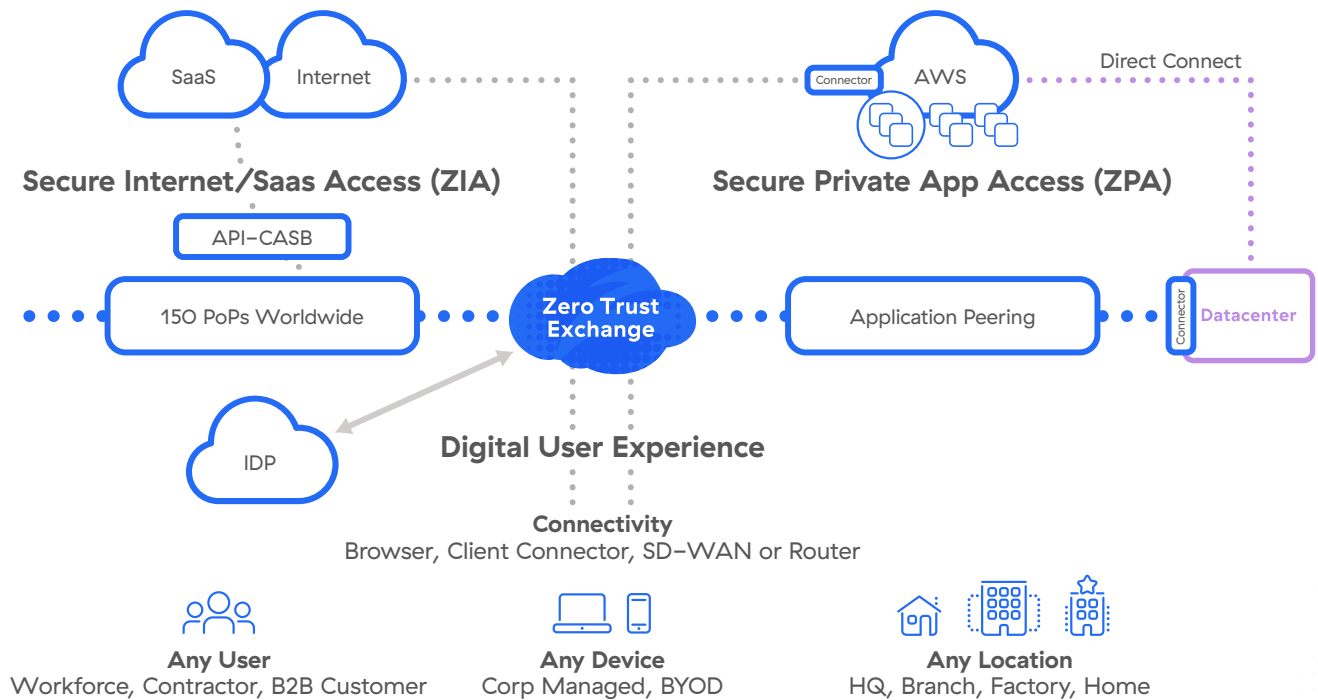 SaaS
Internet
Connector
AWS
Direct Connect
Secure Internet/Saas Access (ZIA)
Secure Private App Access (ZPA)
API-CASB
150 PoPs Worldwide
Zero Trust
Exchange
Application Peering
Connector
Datacenter
IDP
Digital User Experience
Connectivity
Browser, Client Connector, SD-WAN or Router
Any User
Workforce, Contractor, B2B Customer
Any Device
Corp Managed, BYOD
Any Location
HQ, Branch, Factory, Home